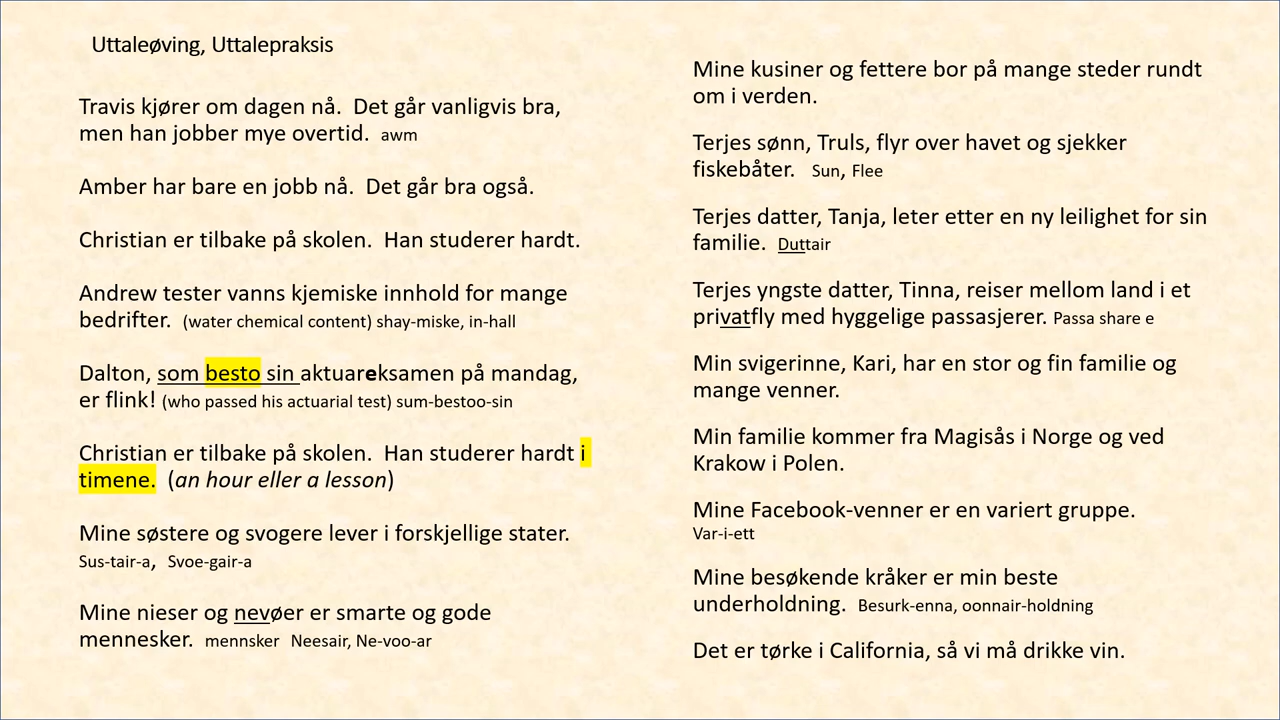 Uttaleøving, Uttalepraksis
Travis kjører om dagen nå. Det går vanligvis bra,
men han jobber mye overtid. awm
Amber har bare en jobb nå. Det går bra også.
Christian er tilbake på skolen. Han studerer hardt.
Andrew tester vanns kjemiske innhold for mange
bedrifter. (water chemical content) shay-miske, in-hall
Dalton, som besto sin aktuareksamen på mandag,
er flink! (who passed his actuarial test) sum-bestoo-sin
Christian er tilbake på skolen. Han studerer hardt i
timene. (an hour eller a lesson)
Mine søstere og svogere lever i forskjellige stater.
Sus-tair-a, Svoe-gair-a
Mine nieser og nevøer er smarte og gode
mennesker. mennsker Neesair, Ne-voo-ar
Mine kusiner og fettere bor på mange steder rundt
om i verden.
Terjes sønn, Truls, flyr over havet og sjekker
fiskebåter. Sun, Flee
Terjes datter, Tanja, leter etter en ny leilighet for sin
familie. Duttair
Terjes yngste datter, Tinna, reiser mellom land i et
privatfly med hyggelige passasjerer. Passa share e
Min svigerinne, Kari, har en stor og fin familie og
mange venner.
Min familie kommer fra Magisås i Norge og ved
Krakow i Polen.
Mine Facebook-venner er en variert gruppe.
Var-i-ett
Mine besøkende kråker er min beste
underholdning. Besurk-enna, oonnair-holdning
Det er tørke i California, så vi må drikke vin.